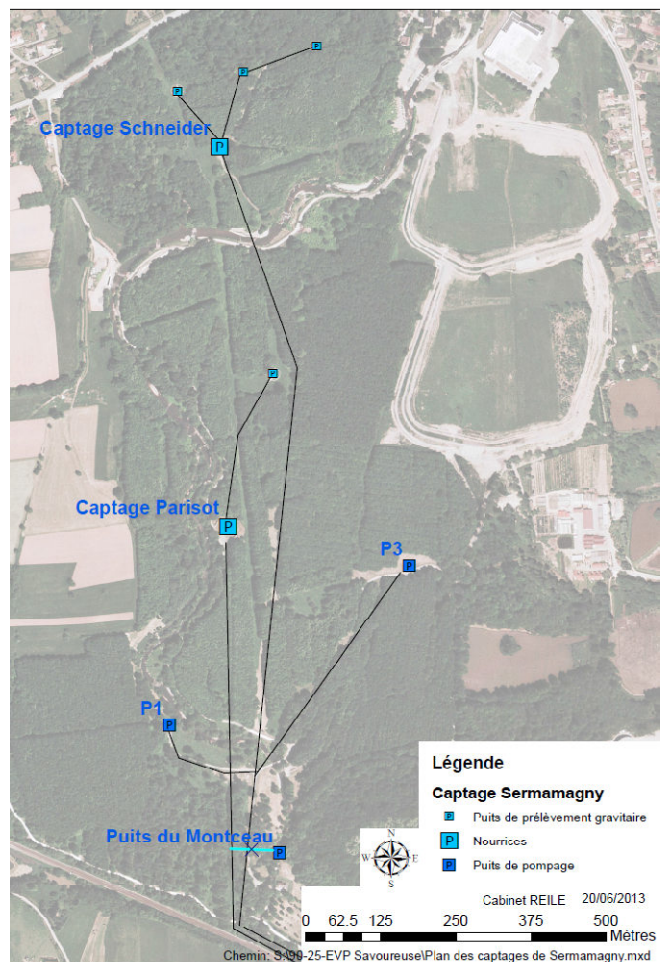 P
P
P
Captage Schneider
P
P
Captage Parisot
P
P3
P
P1
P
Puits du Montceau
P
Légende
Captage Sermamagny
P Puits de prélèvement gravitaire
P Nourrices
P Puits de pompage
N
W E
S
Cabinet REILE 20/06/2013
0 62.5 125 250 375 500
Mètres
Chemin: S:\90-25-EVP Savoureuse\Plan des captages de Sermamagny.mxd